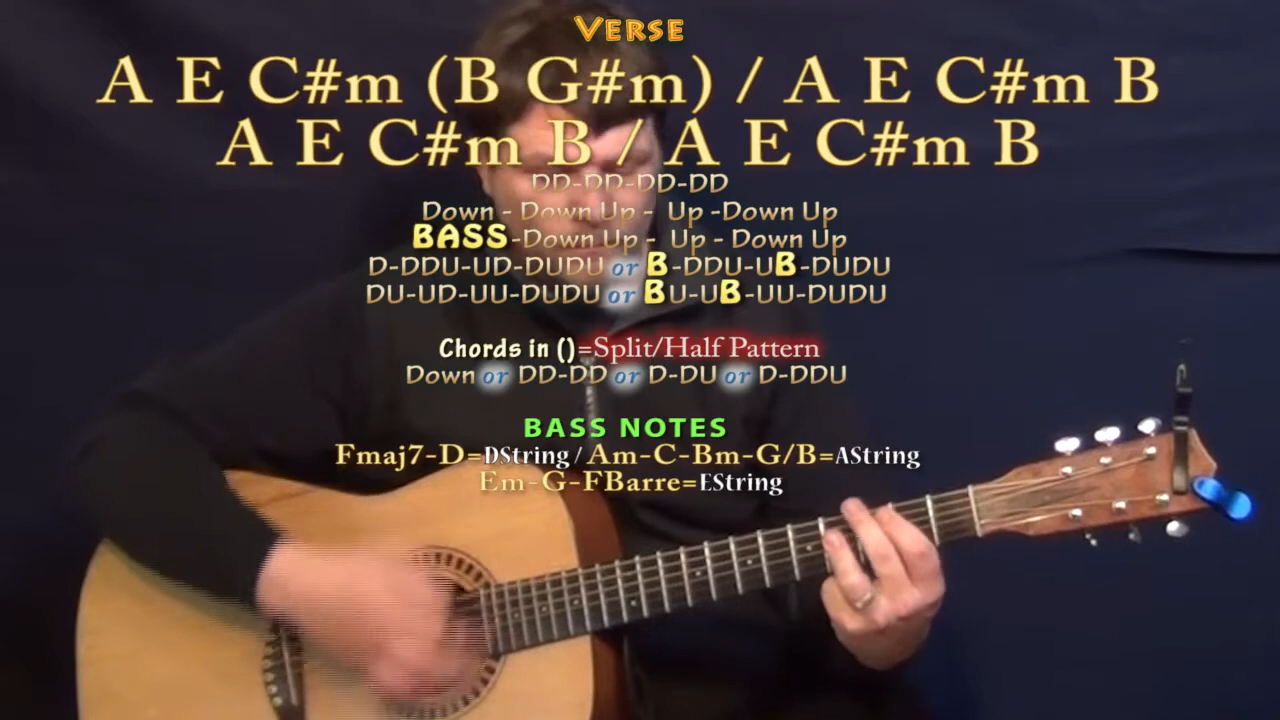 VERSE
A E C#m (B G#m) / A E C#m B
A E C#m B / A E C#m B
DD-DD-DD-DD
Down - Down Up - Up -Down Up
BASS-Down Up - Up - Down Up
D-DDU-UD-DUDU or B-DDU-UB-DUDU
DU-UD-UU-DUDU or BU-UB-UU-DUDU
Chords in ()=Split/Half Pattern
Down or DD-DD or D-DU or D-DDU
BASS NOTES
Fmaj7-D=DString / Am-C-Bm-G/B=AString
Em-G-FBarre=EString